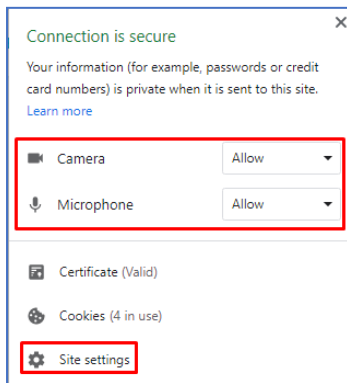 Connection is secure
Your information (for example, passwords or credit
card numbers) is private when it is sent to this site.
Learn more
Camera Allow
Microphone Allow
Certificate (Valid)
Cookies (4 in use)
Site settings